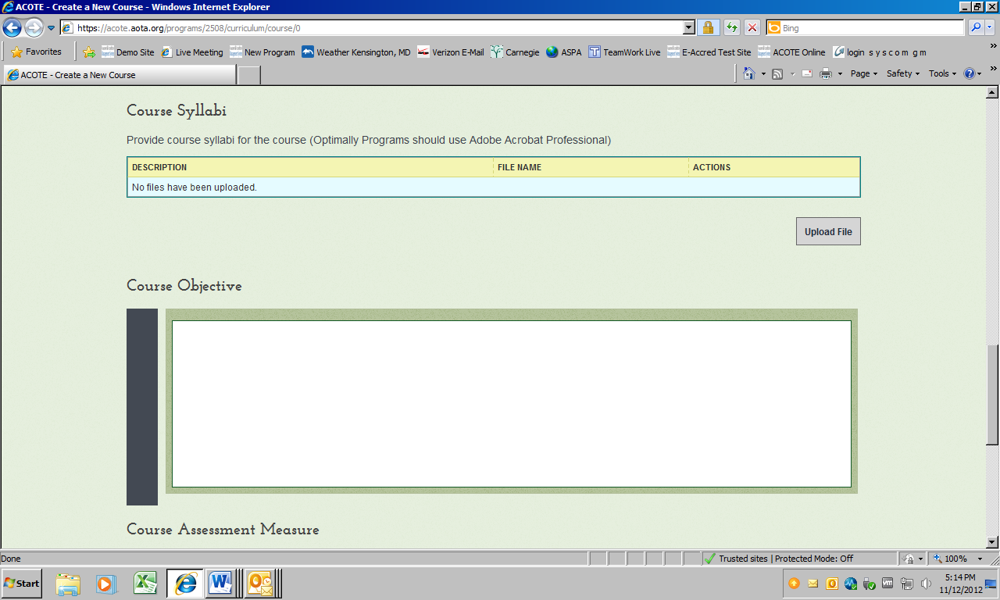 ACOTE - Create a New Course - Windows Internet Explorer
https://acote.aota.org/programs/2508/curriculum/course/0
Bing
Favorites Demo Site Live Meeting New Program Weather Kensington, MD Verizon E-Mail Carnegie ASPA TeamWork Live E-Accred Test Site ACOTE Online login s y s c o m g m
ACOTE - Create a New Course
Page Safety Tools
Course Syllabi
Provide course syllabi for the course (Optimally Programs should use Adobe Acrobat Professional)
DESCRIPTION FILE NAME ACTIONS
No files have been uploaded.
Upload File
Course Objective
Course Assessment Measure
Done Trusted sites | Protected Mode: Off 100%
Start
5:14 PM
11/12/2012